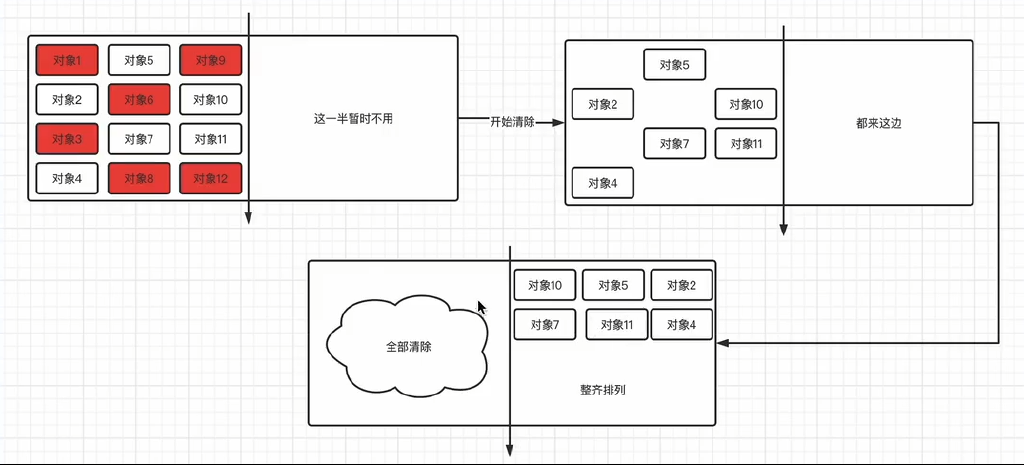 对象1 对象5 对象9
对象2 对象6 对象10
对象3 对象7 对象11
对象4 对象8 对象12
这一半暂时不用
开始清除
对象5
对象2 对象10
对象7 对象11
对象4
都来这边
全部清除
对象10 对象5 对象2
对象7 对象11 对象4
整齐排列